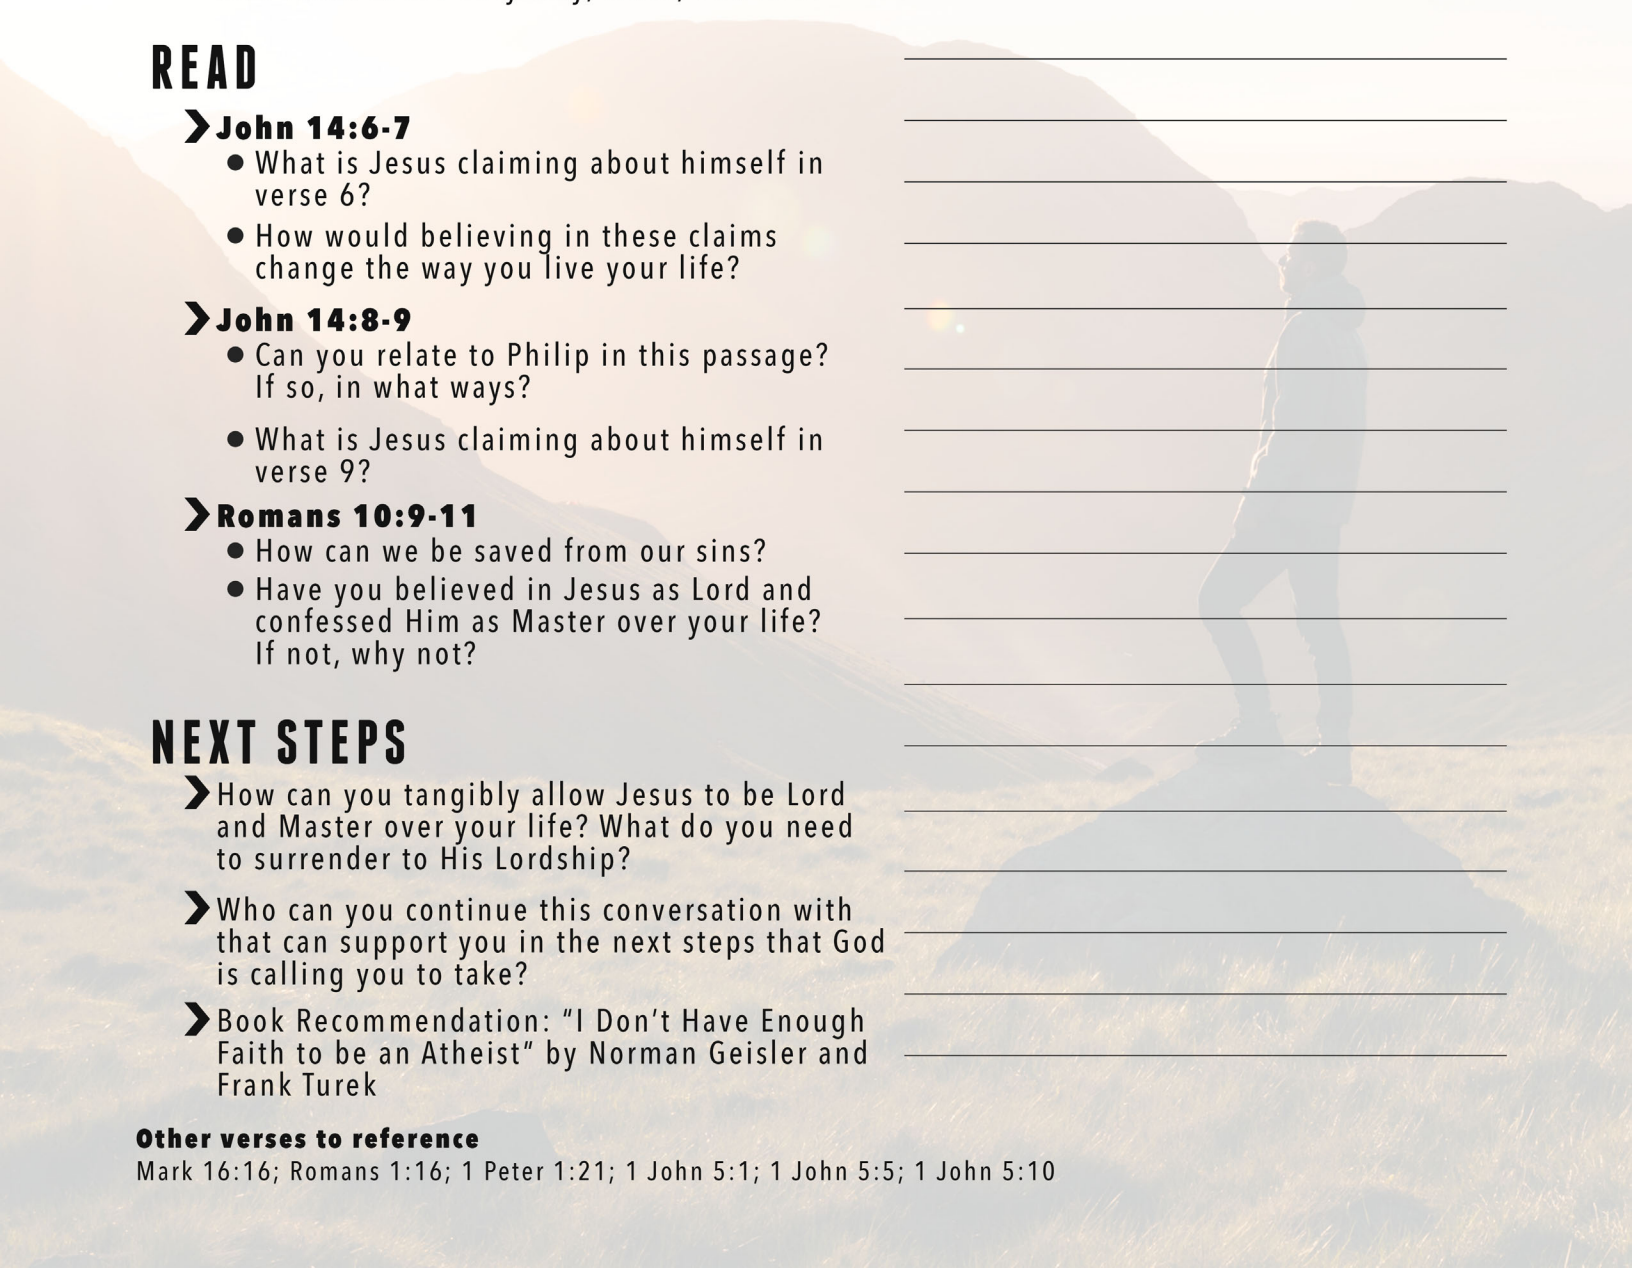 READ
John 14:6-7
What is Jesus claiming about himself in
verse 6?
How would believing in these claims
change the way you live your life?
John 14:8-9
Can you relate to Philip in this passage?
If so, in what ways?
What is Jesus claiming about himself in
verse 9?
Romans 10:9-11
How can we be saved from our sins?
Have you believed in Jesus as Lord and
confessed Him as Master over your life?
If not, why not?
NEXT STEPS
How can you tangibly allow Jesus to be Lord
and Master over your life? What do you need
to surrender to His Lordship?
Who can you continue this conversation with
that can support you in the next steps that God
is calling you to take?
Book Recommendation: “I Don’t Have Enough
Faith to be an Atheist” by Norman Geisler and
Frank Turek
Other verses to reference
Mark 16:16; Romans 1:16; 1 Peter 1:21; 1 John 5:1; 1 John 5:5; 1 John 5:10